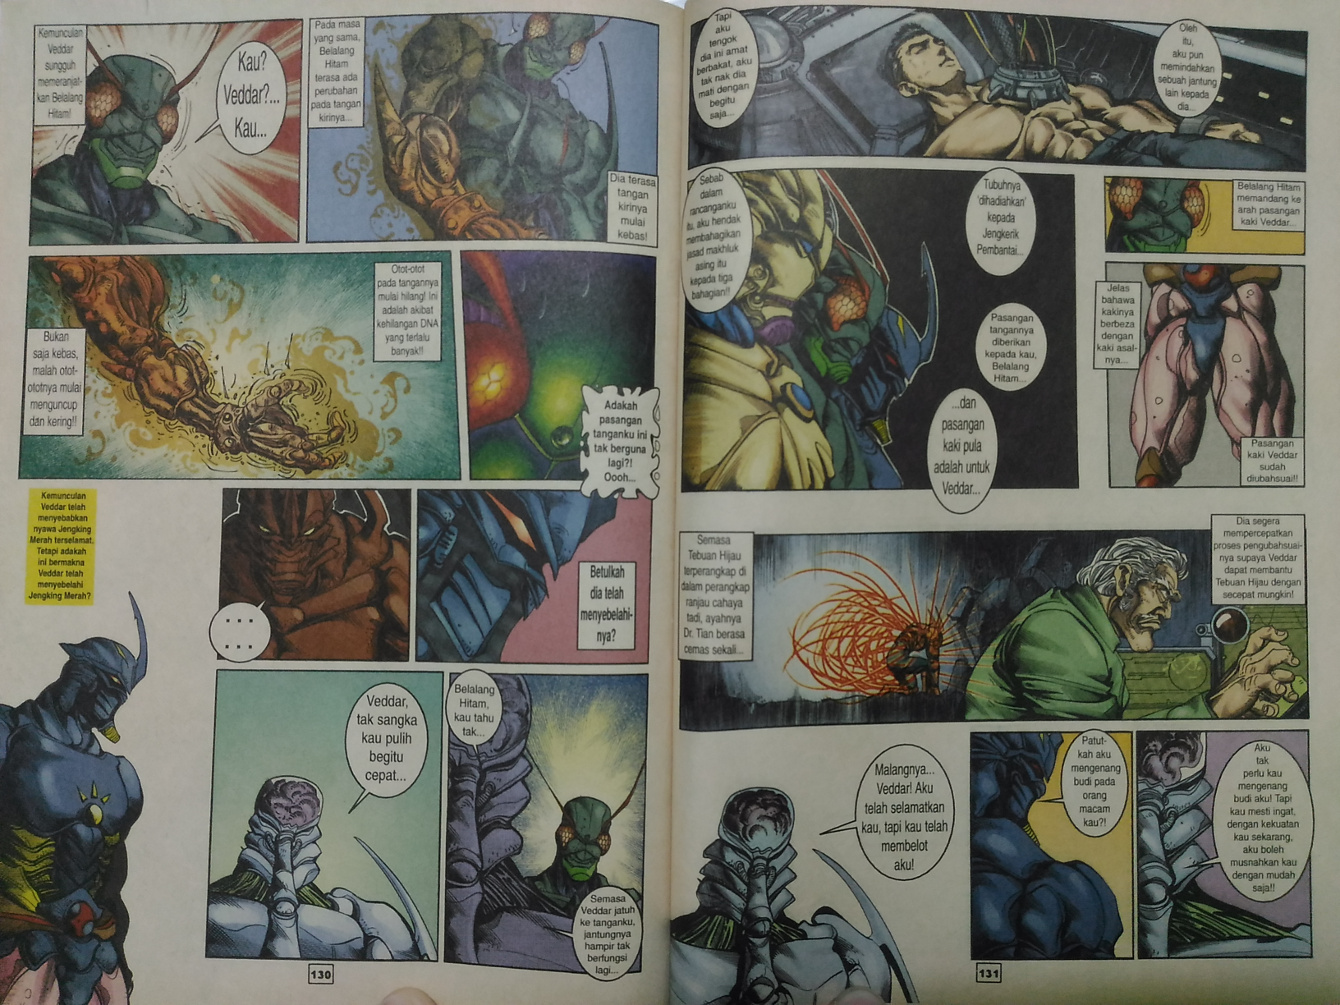 Kemunculan
Veddar
sungguh
memeranjat-
kan Belalang
Hitam!
Kau?
Veddar?...
Kau...
Pada masa
yang sama,
Belalang
Hitam
terasa ada
perubahan
pada tangan
kirinya...
Dia terasa
tangan
kirinya
mulai
kebas!
Bukan
saja kebas,
malah otot-
ototnya mulai
menguncup
dan kering!!
Otot-otot
pada tangannya
mulai hilang! Ini
adalah akibat
kehilangan DNA
yang terlalu
banyak!!
Adakah
pasangan
tanganku ini
tak berguna
lagi?!
Oooh...
Kemunculan
Veddar telah
menyebabkan
nyawa Jengking
Merah terselamat.
Tetapi adakah
ini bermakna
Veddar telah
menyebelahi
Jengking Merah?
...
...
Betulkah
dia telah
menyebelahi-
nya?
Veddar,
tak sangka
kau pulih
begitu
cepat...
Belalang
Hitam,
kau tahu
tak...
Semasa
Veddar jatuh
ke tanganku,
jantungnya
hampir tak
berfungsi
lagi...
130
Tapi
aku
tengok
dia ini amat
berbakat, aku
tak nak dia
mati dengan
begitu
saja...
Oleh
itu,
aku pun
memindahkan
sebuah jantung
lain kepada
dia...
Sebab
dalam
rancanganku
itu, aku hendak
membahagikan
jasad makhluk
asing itu
kepada tiga
bahagian!!
Tubuhnya
'dihadiahkan'
kepada
Jengkerik
Pembantai...
Pasangan
tangannya
diberikan
kepada kau,
Belalang
Hitam...
...dan
pasangan
kaki pula
adalah untuk
Veddar...
Belalang Hitam
memandang ke
arah pasangan
kaki Veddar...
Jelas
bahawa
kakinya
berbeza
dengan
kaki asal-
nya...
Pasangan
kaki Veddar
sudah
diubahsuai!!
Semasa
Tebuan Hijau
terperangkap di
dalam perangkap
ranjau cahaya
tadi, ayahnya
Dr. Tian berasa
cemas sekali...
Dia segera
mempercepatkan
proses pengubahsuai-
nya supaya Veddar
dapat membantu
Tebuan Hijau dengan
secepat mungkin!
Malangnya...
Veddar! Aku
telah selamatkan
kau, tapi kau telah
membelot
aku!
Patut-
kah aku
mengenang
budi pada
orang
macam
kau?!
Aku
tak
perlu kau
mengenang
budi aku! Tapi
kau mesti ingat,
dengan kekuatan
kau sekarang,
aku boleh
musnahkan kau
dengan mudah
saja!!
131